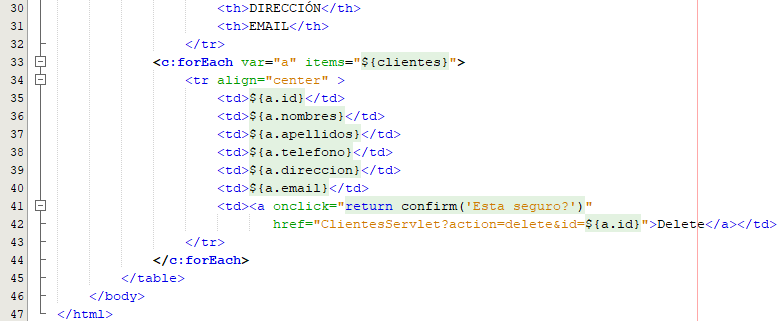 30 <th>DIRECCIÓN</th>
31 <th>EMAIL</th>
32 </tr>
33 <c:forEach var="a" items="${clientes}">
34 <tr align="center" >
35 <td>${a.id}</td>
36 <td>${a.nombres}</td>
37 <td>${a.apellidos}</td>
38 <td>${a.telefono}</td>
39 <td>${a.direccion}</td>
40 <td>${a.email}</td>
41 <td><a onclick="return confirm('Esta seguro?')"
42 href="ClientesServlet?action=delete&id=${a.id}">Delete</a></td>
43 </tr>
44 </c:forEach>
45 </table>
46 </body>
47 </html>